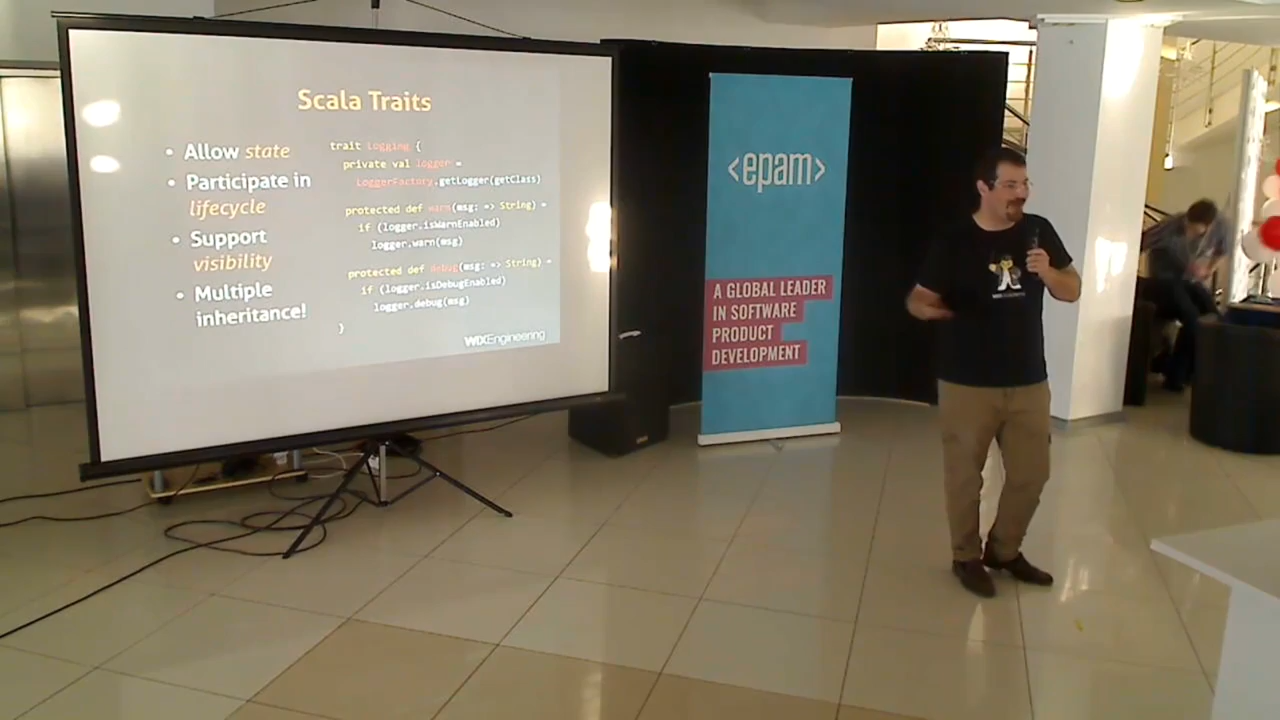 Scala Traits
• Allow state
• Participate in
lifecycle
• Support
visibility
• Multiple
inheritance!
trait Logging {
private val logger =
LoggerFactory.getLogger(getClass)
protected def warn(msg: => String) =
if (logger.isWarnEnabled)
logger.warn(msg)
protected def debug(msg: => String) =
if (logger.isDebugEnabled)
logger.debug(msg)
}
WIXEngineering
<epam>
A GLOBAL LEADER
IN SOFTWARE
PRODUCT
DEVELOPMENT